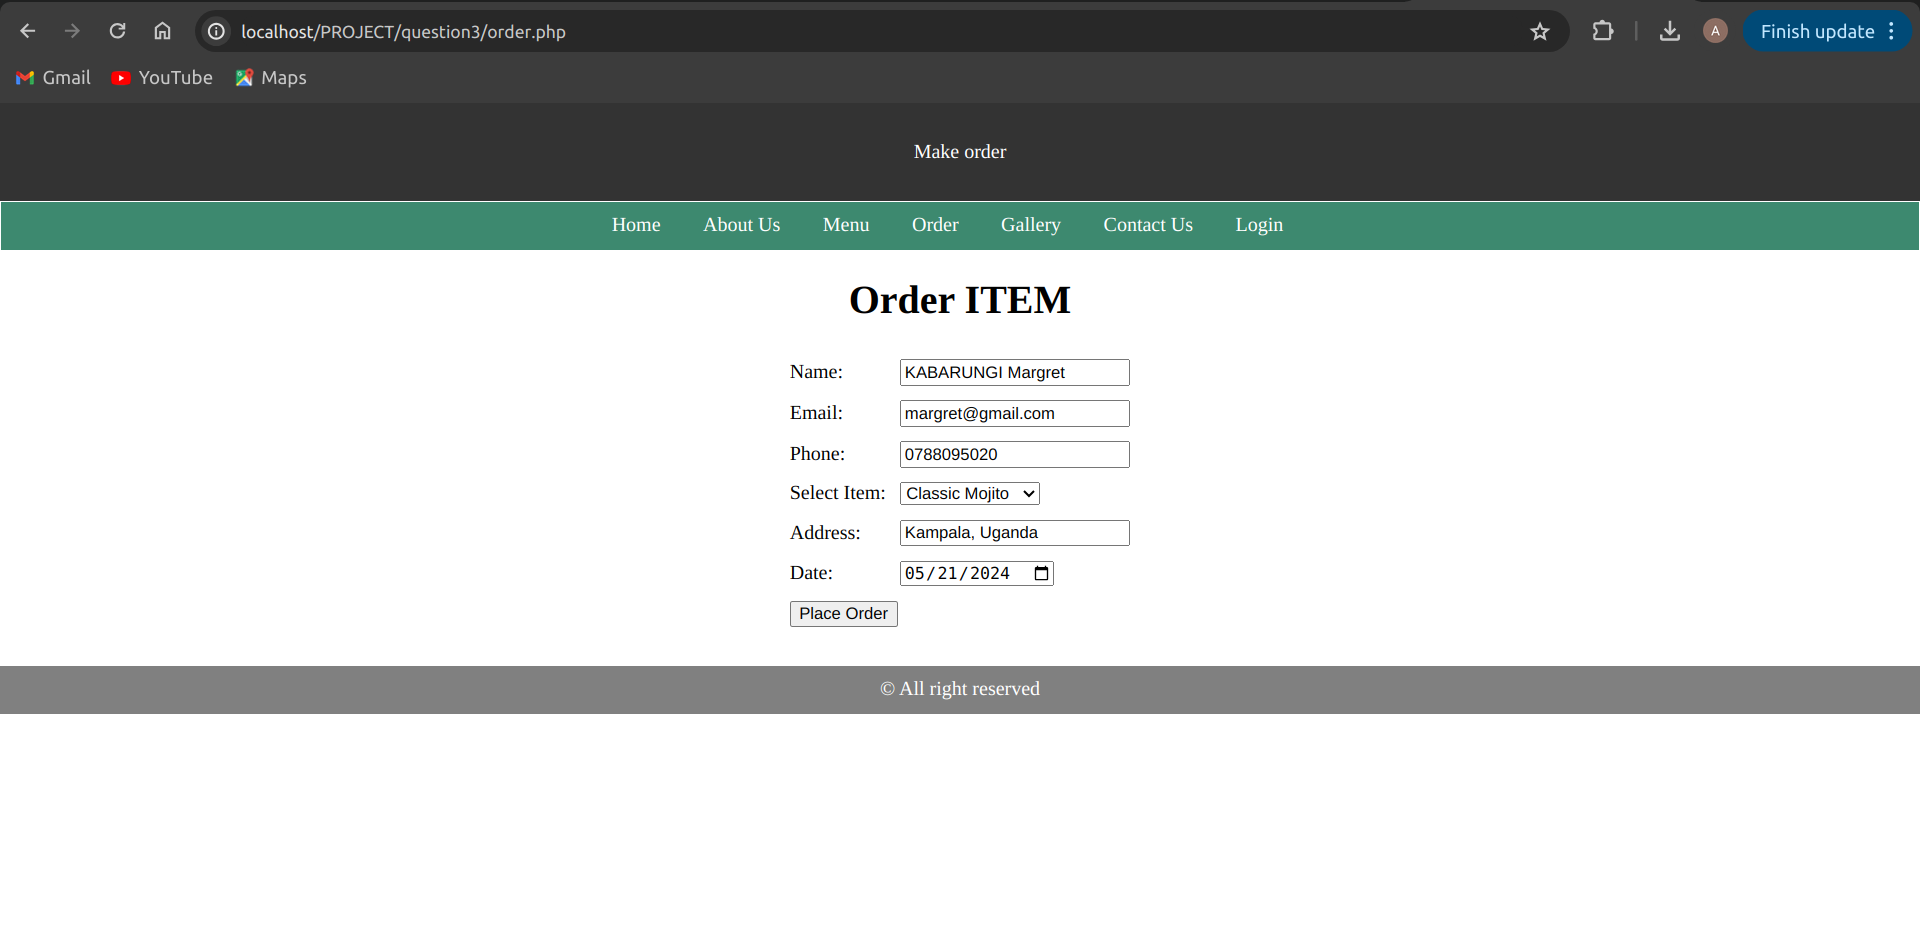 localhost/PROJECT/question3/order.php
A
Finish update
Gmail YouTube Maps
Make order
Home About Us Menu Order Gallery Contact Us Login
Order ITEM
Name: KABARUNGI Margret
Email: margret@gmail.com
Phone: 0788095020
Select Item: Classic Mojito
Address: Kampala, Uganda
Date: 05/21/2024
Place Order
© All right reserved